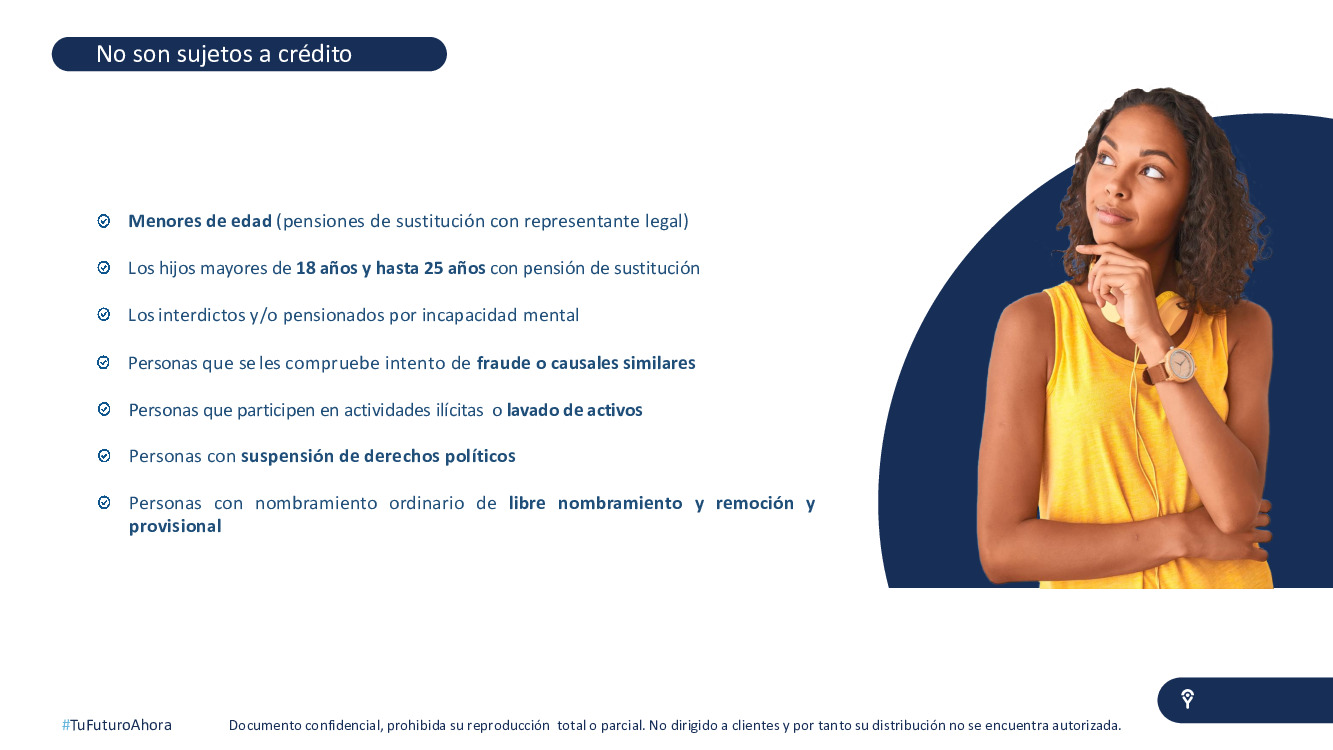 No son sujetos a crédito
Menores de edad (pensiones de sustitución con representante legal)
Los hijos mayores de 18 años y hasta 25 años con pensión de sustitución
Los interdictos y/o pensionados por incapacidad mental
Personas que se les compruebe intento de fraude o causales similares
Personas que participen en actividades ilícitas o lavado de activos
Personas con suspensión de derechos políticos
Personas con nombramiento ordinario de libre nombramiento y remoción y
provisional
#TuFuturoAhora
Documento confidencial, prohibida su reproducción total o parcial. No dirigido a clientes y por tanto su distribución no se encuentra autorizada.